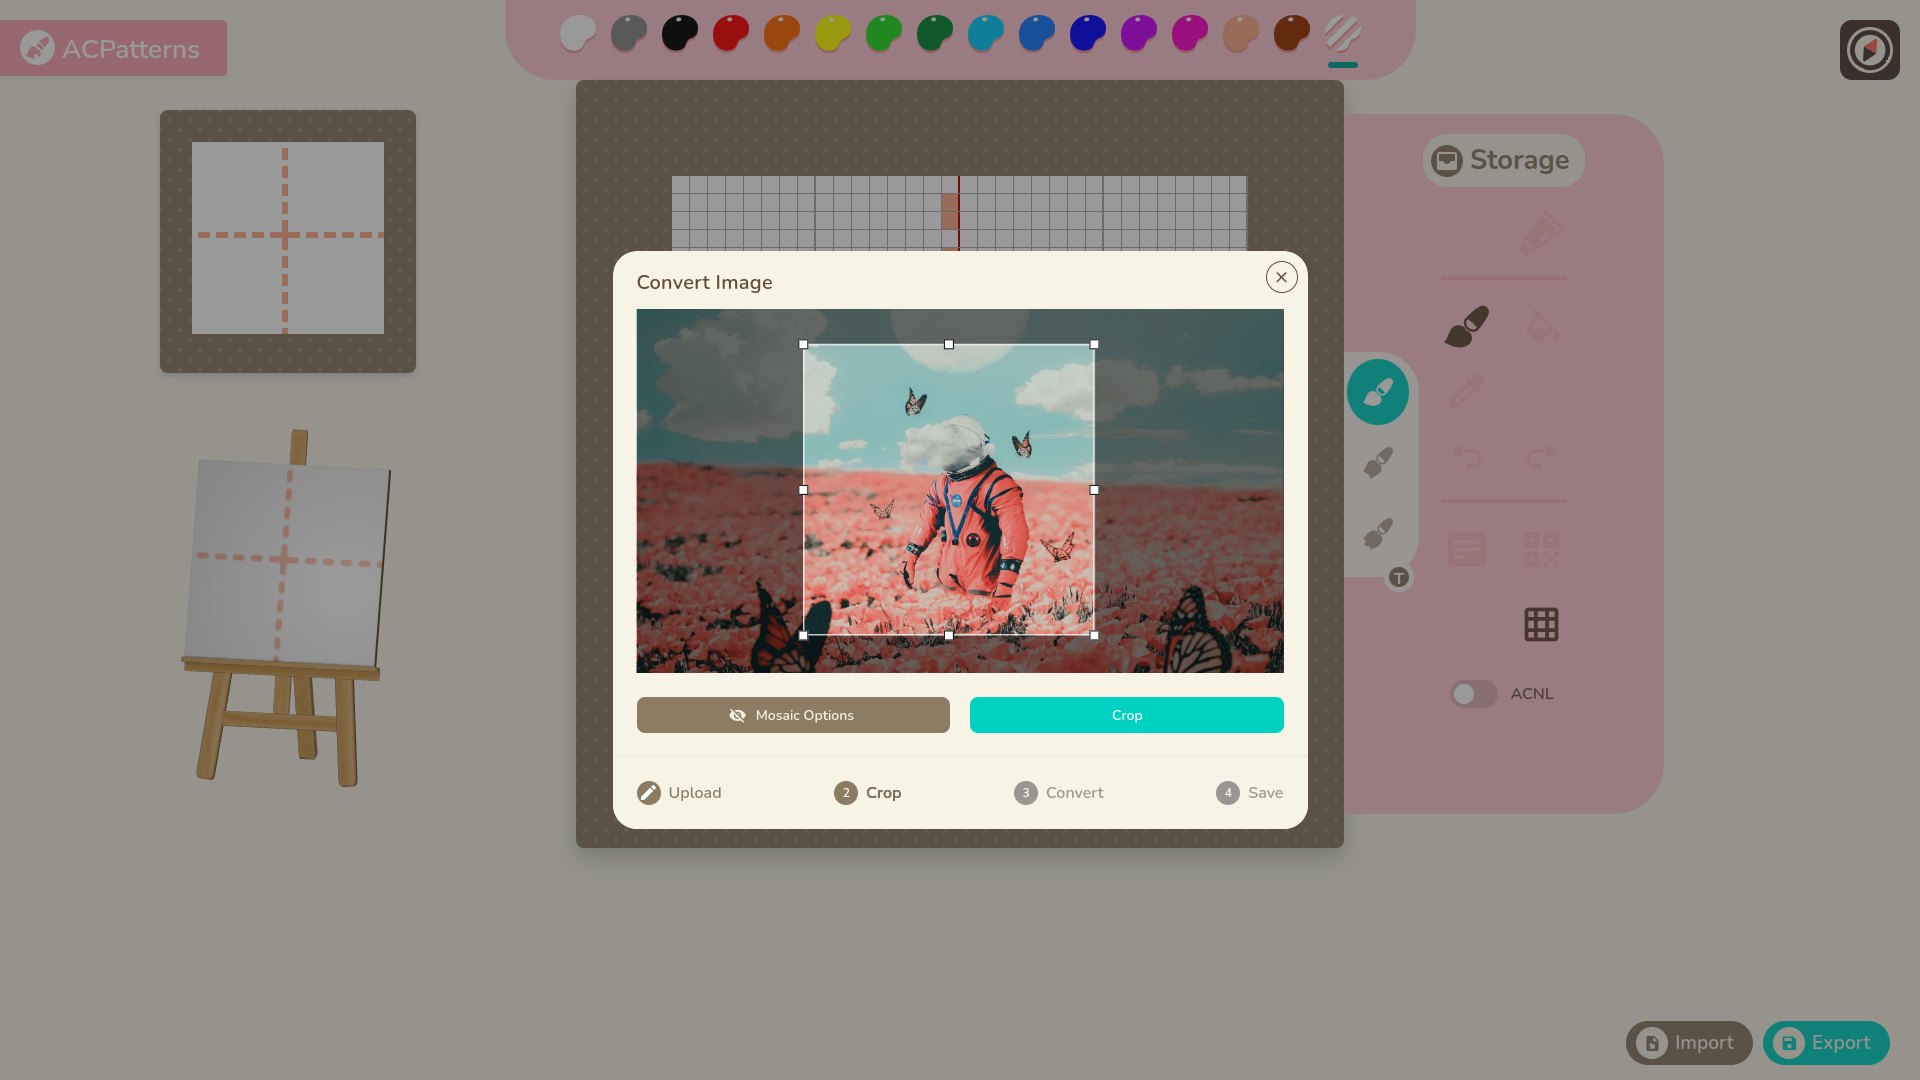 ACPatterns
Storage
Convert Image
T
ACNL
Mosaic Options
Crop
Upload
2 Crop
3 Convert
4 Save
Import
Export